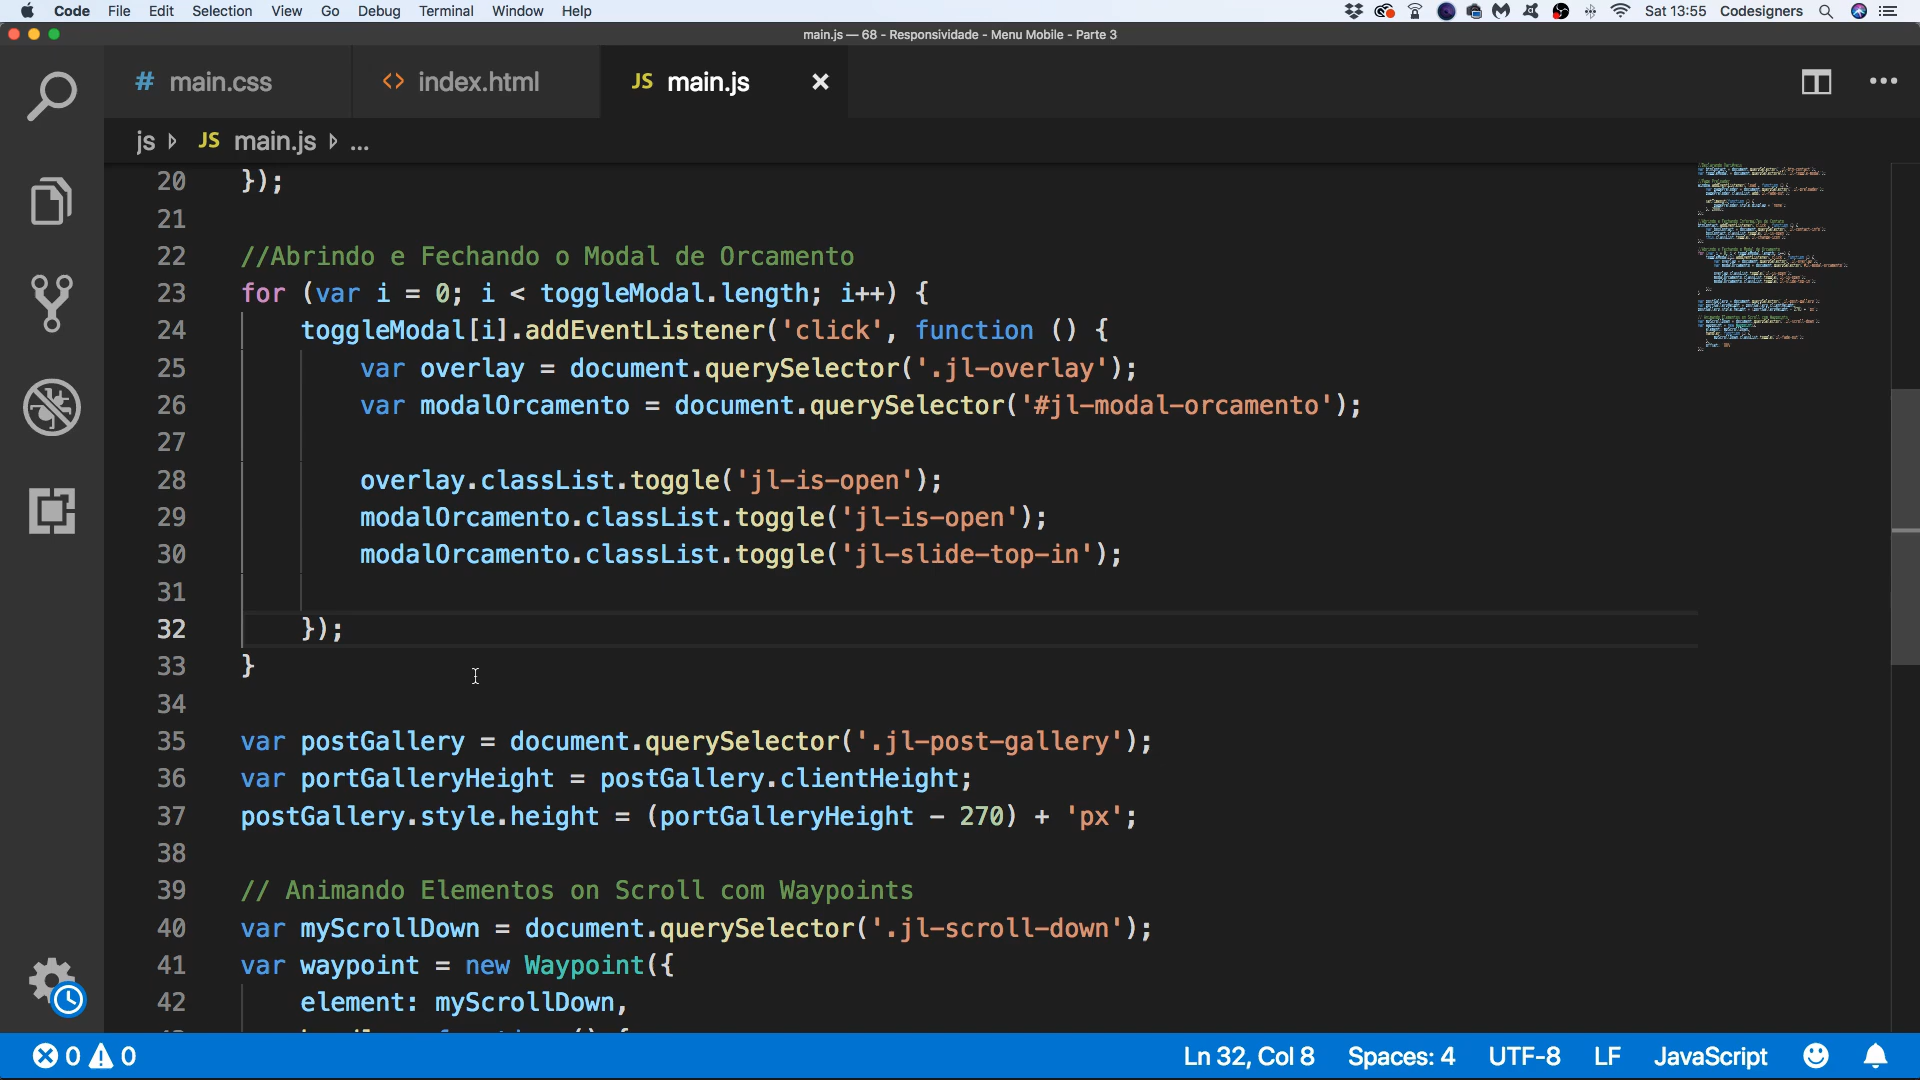 Code File Edit Selection View Go Debug Terminal Window Help Sat 13:55 Codesigners
main.js — 68 - Responsividade - Menu Mobile - Parte 3
# main.css <> index.html JS main.js ×
js JS main.js ...
20 });
21
22 //Abrindo e Fechando o Modal de Orcamento
23 for (var i = 0; i < toggleModal.length; i++) {
24 toggleModal[i].addEventListener('click', function () {
25 var overlay = document.querySelector('.jl-overlay');
26 var modalOrcamento = document.querySelector('#jl-modal-orcamento');
27
28 overlay.classList.toggle('jl-is-open');
29 modalOrcamento.classList.toggle('jl-is-open');
30 modalOrcamento.classList.toggle('jl-slide-top-in');
31
32 });
33 }
34
35 var postGallery = document.querySelector('.jl-post-gallery');
36 var portGalleryHeight = postGallery.clientHeight;
37 postGallery.style.height = (portGalleryHeight - 270) + 'px';
38
39 // Animando Elementos on Scroll com Waypoints
40 var myScrollDown = document.querySelector('.jl-scroll-down');
41 var waypoint = new Waypoint({
42 element: myScrollDown,
0 0 Ln 32, Col 8 Spaces: 4 UTF-8 LF JavaScript